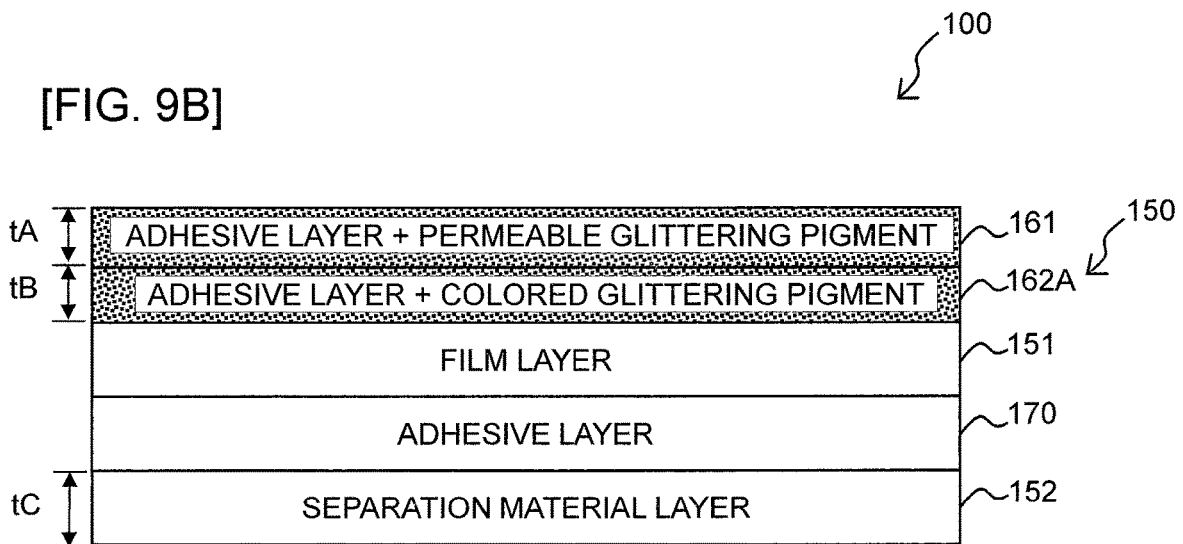 100
[FIG. 9B]
150
tA ADHESIVE LAYER + PERMEABLE GLITTERING PIGMENT 161
tB ADHESIVE LAYER + COLORED GLITTERING PIGMENT 162A
FILM LAYER 151
ADHESIVE LAYER 170
tC SEPARATION MATERIAL LAYER 152